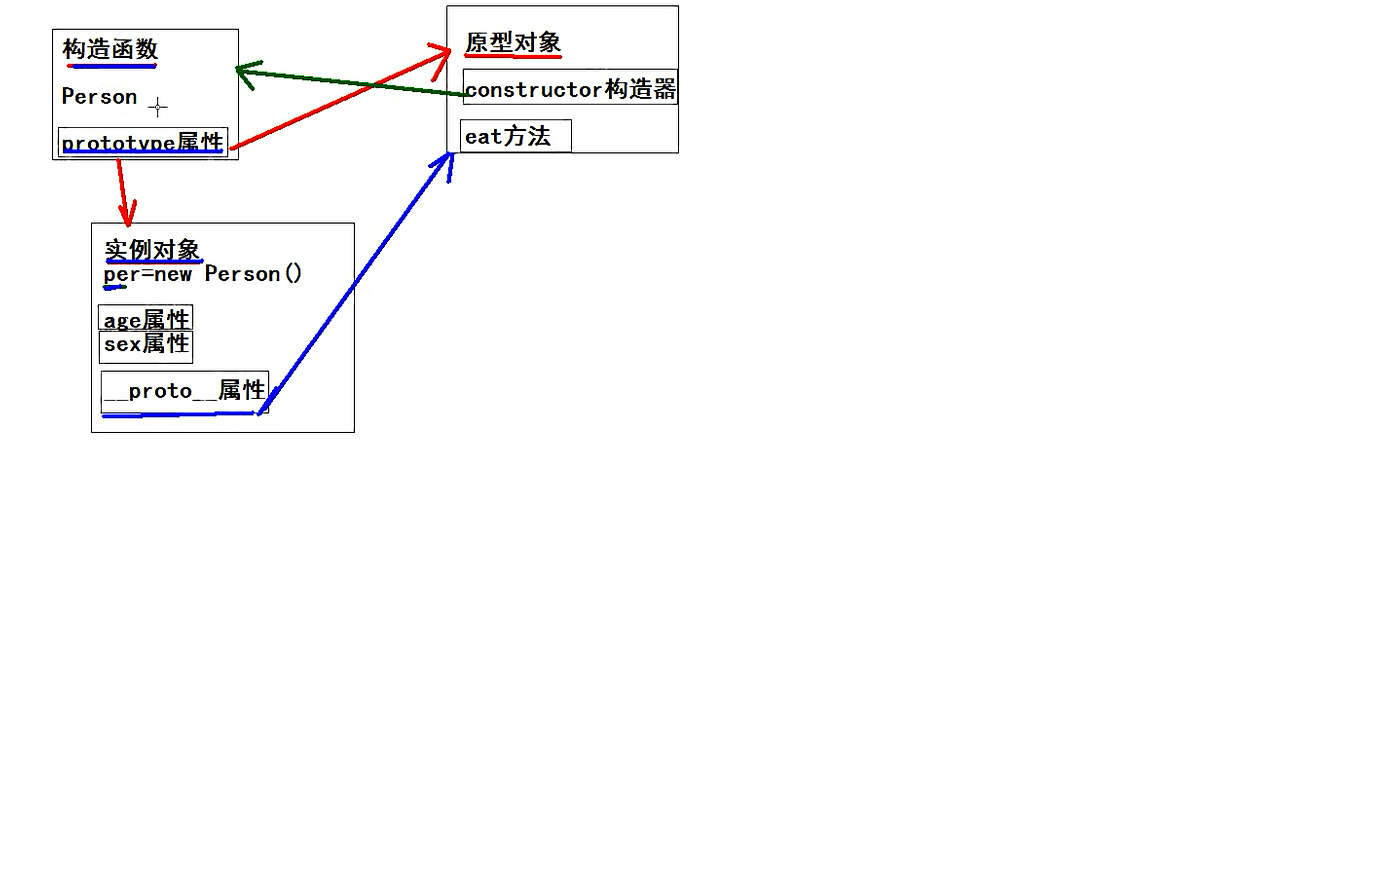 构造函数
Person
prototype属性
原型对象
constructor构造器
eat方法
实例对象
per=new Person()
age属性
sex属性
__proto__属性